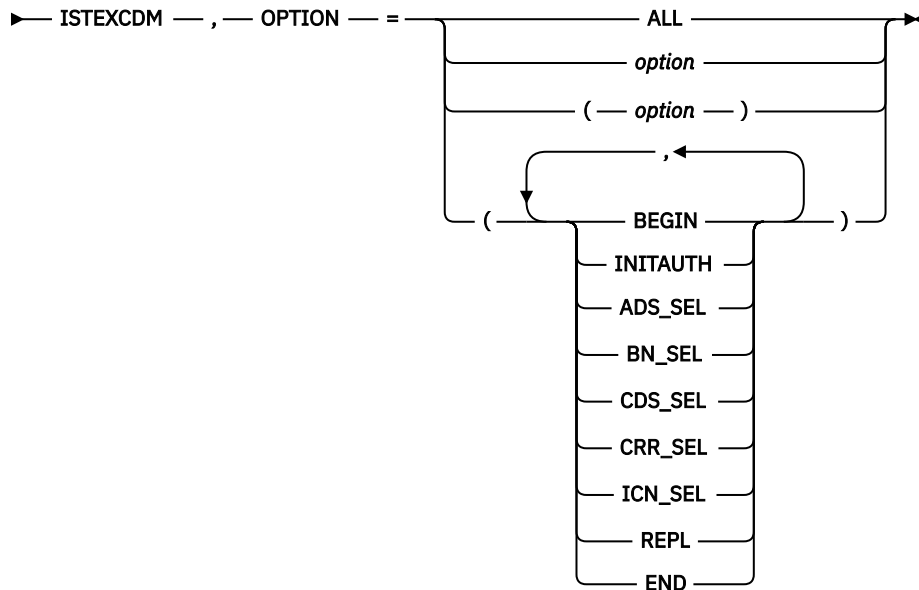 ISTEXCDM , OPTION = ALL
option
( option )
,
( BEGIN )
INITAUTH
ADS_SEL
BN_SEL
CDS_SEL
CRR_SEL
ICN_SEL
REPL
END